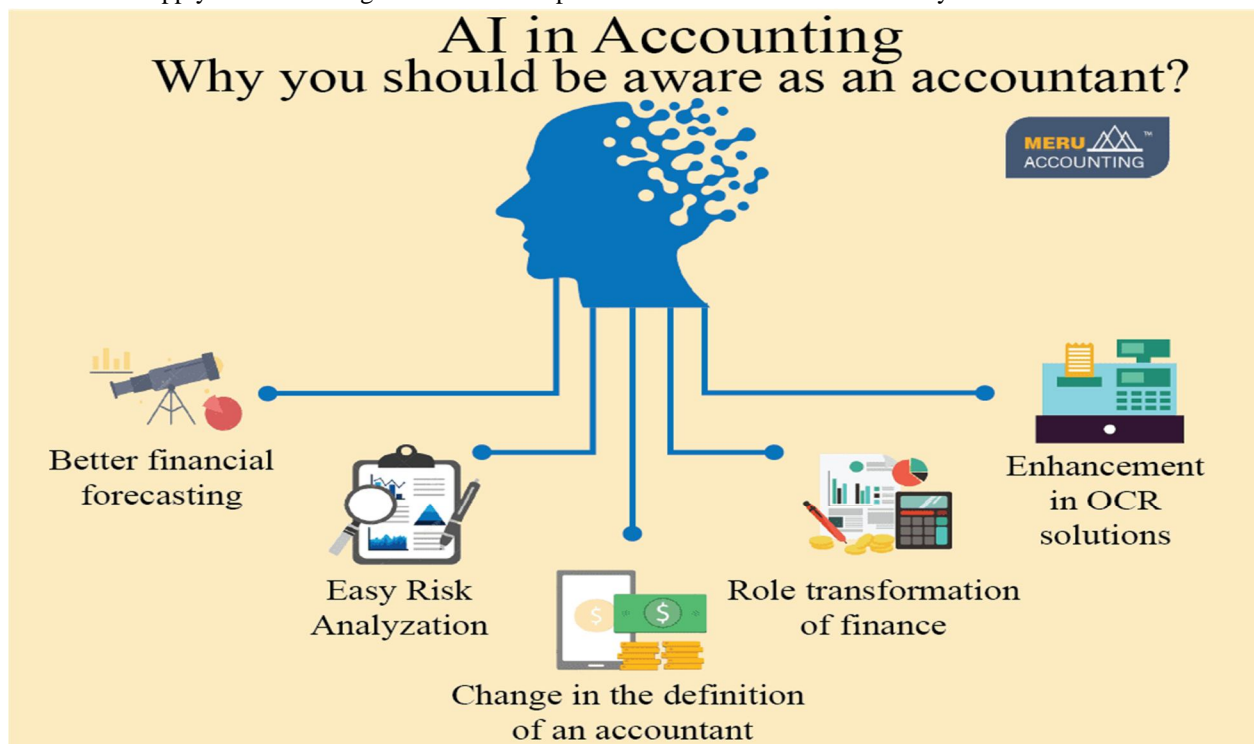 AI in Accounting
Why you should be aware as an accountant?
MERU
ACCOUNTING
TM
Better financial
forecasting
Easy Risk
Analyzation
Change in the definition
of an accountant
Role transformation
of finance
Enhancement
in OCR
solutions
$
$